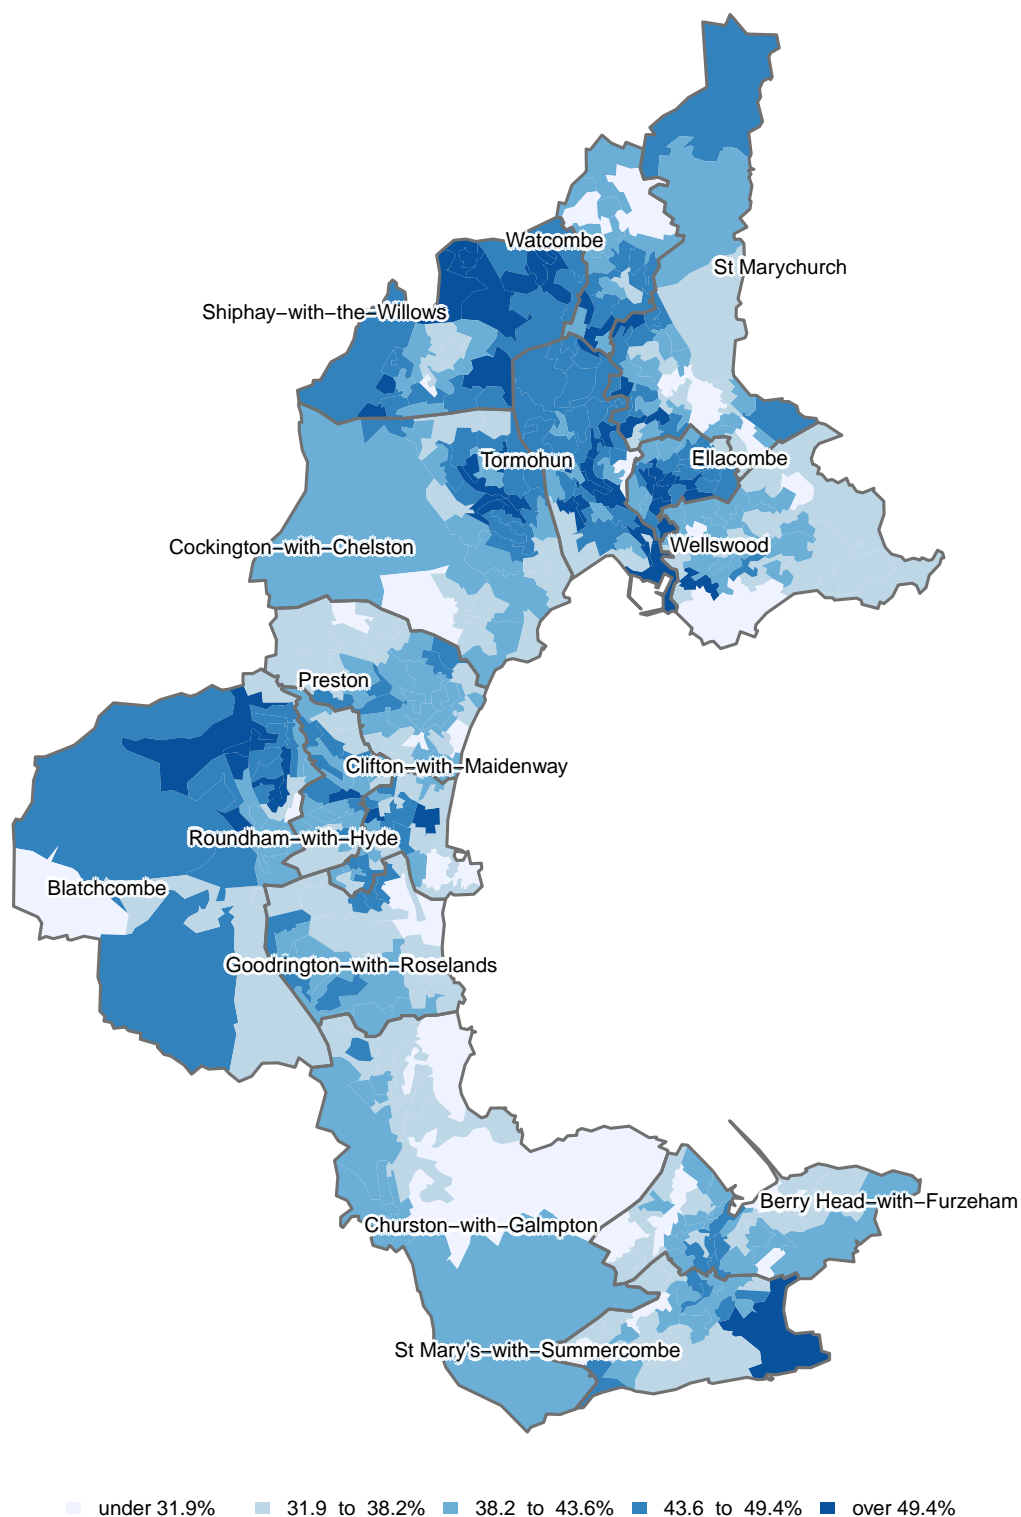 Watcombe
St Marychurch
Shiphay−with−the−Willows
Ellacombe
Tormohun
Wellswood
Cockington−with−Chelston
Preston
Clifton−with−Maidenway
Roundham−with−Hyde
Blatchcombe
Goodrington−with−Roselands
Berry Head−with−Furzeham
Churston−with−Galmpton
St Mary's−with−Summercombe
under 31.9% 31.9 to 38.2% 38.2 to 43.6% 43.6 to 49.4% over 49.4%